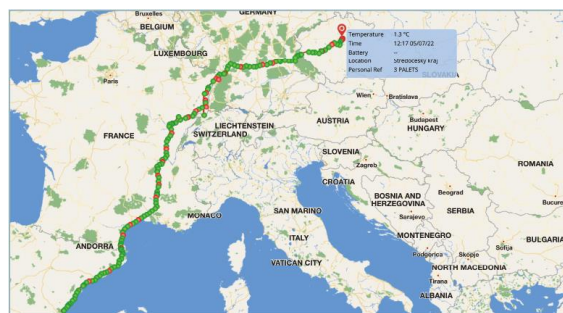 Bruxelles
BELGIUM
GERMANY
LUXEMBOURG
Paris
Temperature 1.3 °C
Time 12:17 05/07/22
Battery --
Location Středočeský kraj
Personal Ref 3 PALETS
SLOVAKIA
Wien
Bratislava
FRANCE
LIECHTENSTEIN
SWITZERLAND
AUSTRIA
Budapest
HUNGARY
SLOVENIA
Zagreb
ROMANIA
CROATIA
BOSNIA AND
HERZEGOVINA
Beograd
SERBIA
MONACO
SAN MARINO
Sarajevo
ANDORRA
ITALY
MONTENEGRO
BULGARIA
VATICAN CITY
Podgorica
Skopje
Sofija
NORTH MACEDONIA
Tirana
ALBANIA